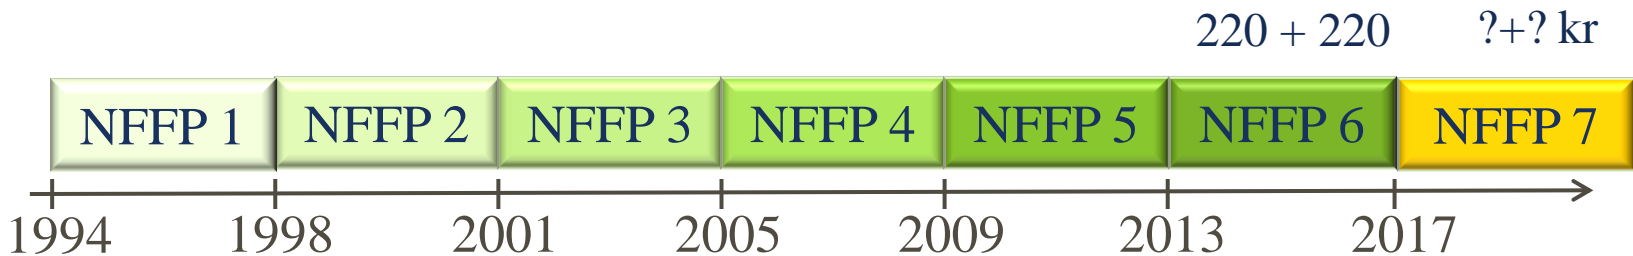 220 + 220 ?+? kr
NFFP 1 NFFP 2 NFFP 3 NFFP 4 NFFP 5 NFFP 6 NFFP 7
1994 1998 2001 2005 2009 2013 2017